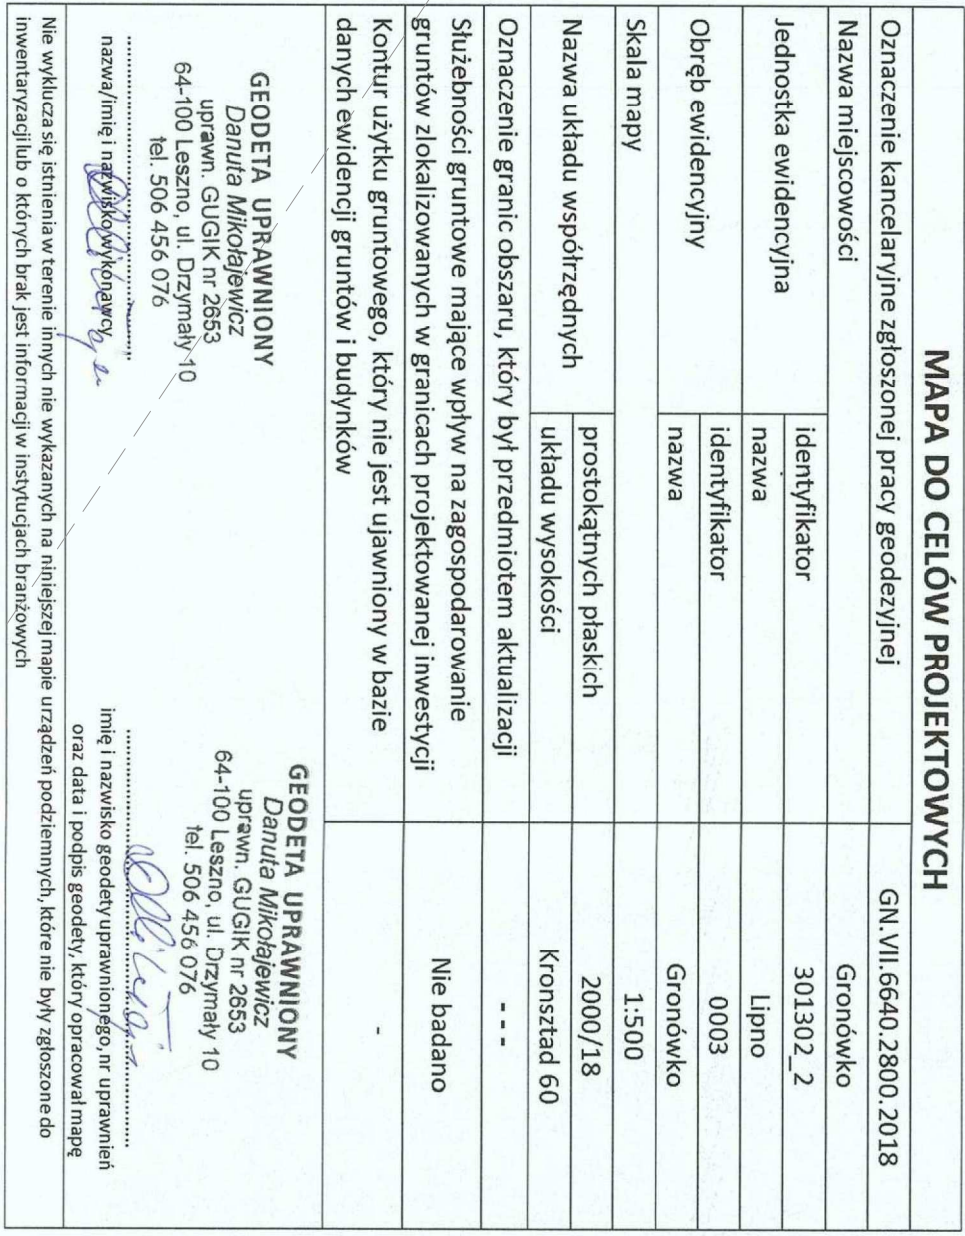 MAPA DO CELÓW PROJEKTOWYCH
Oznaczenie kancelaryjne zgłoszonej pracy geodezyjnej GN.VII.6640.2800.2018
Nazwa miejscowości Gronówko
Jednostka ewidencyjna
identyfikator 301302_2
nazwa Lipno
Obręb ewidencyjny
identyfikator 0003
nazwa Gronówko
Skala mapy 1:500
Nazwa układu współrzędnych
prostokątnych płaskich 2000/18
układu wysokości Kronsztad 60
Oznaczenie granic obszaru, który był przedmiotem aktualizacji - - -
Służebności gruntowe mające wpływ na zagospodarowanie
gruntów zlokalizowanych w granicach projektowanej inwestycji
Nie badano
Kontur użytku gruntowego, który nie jest ujawniony w bazie
danych ewidencji gruntów i budynków
-
GEODETA UPRAWNIONY
Danuta Mikołajewicz
uprawn. GUGIK nr 2653
64-100 Leszno, ul. Drzymały 10
tel. 506 456 076
nazwa/imię i nazwisko wykonawcy
GEODETA UPRAWNIONY
Danuta Mikołajewicz
uprawn. GUGIK nr 2653
64-100 Leszno, ul. Drzymały 10
tel. 506 456 076
imię i nazwisko geodety uprawnionego, nr uprawnień
oraz data i podpis geodety, który opracował mapę
Nie wyklucza się istnienia w terenie innych nie wykazanych na niniejszej mapie urządzeń podziemnych, które nie były zgłoszone do
inwentaryzacji lub o których brak jest informacji w instytucjach branżowych